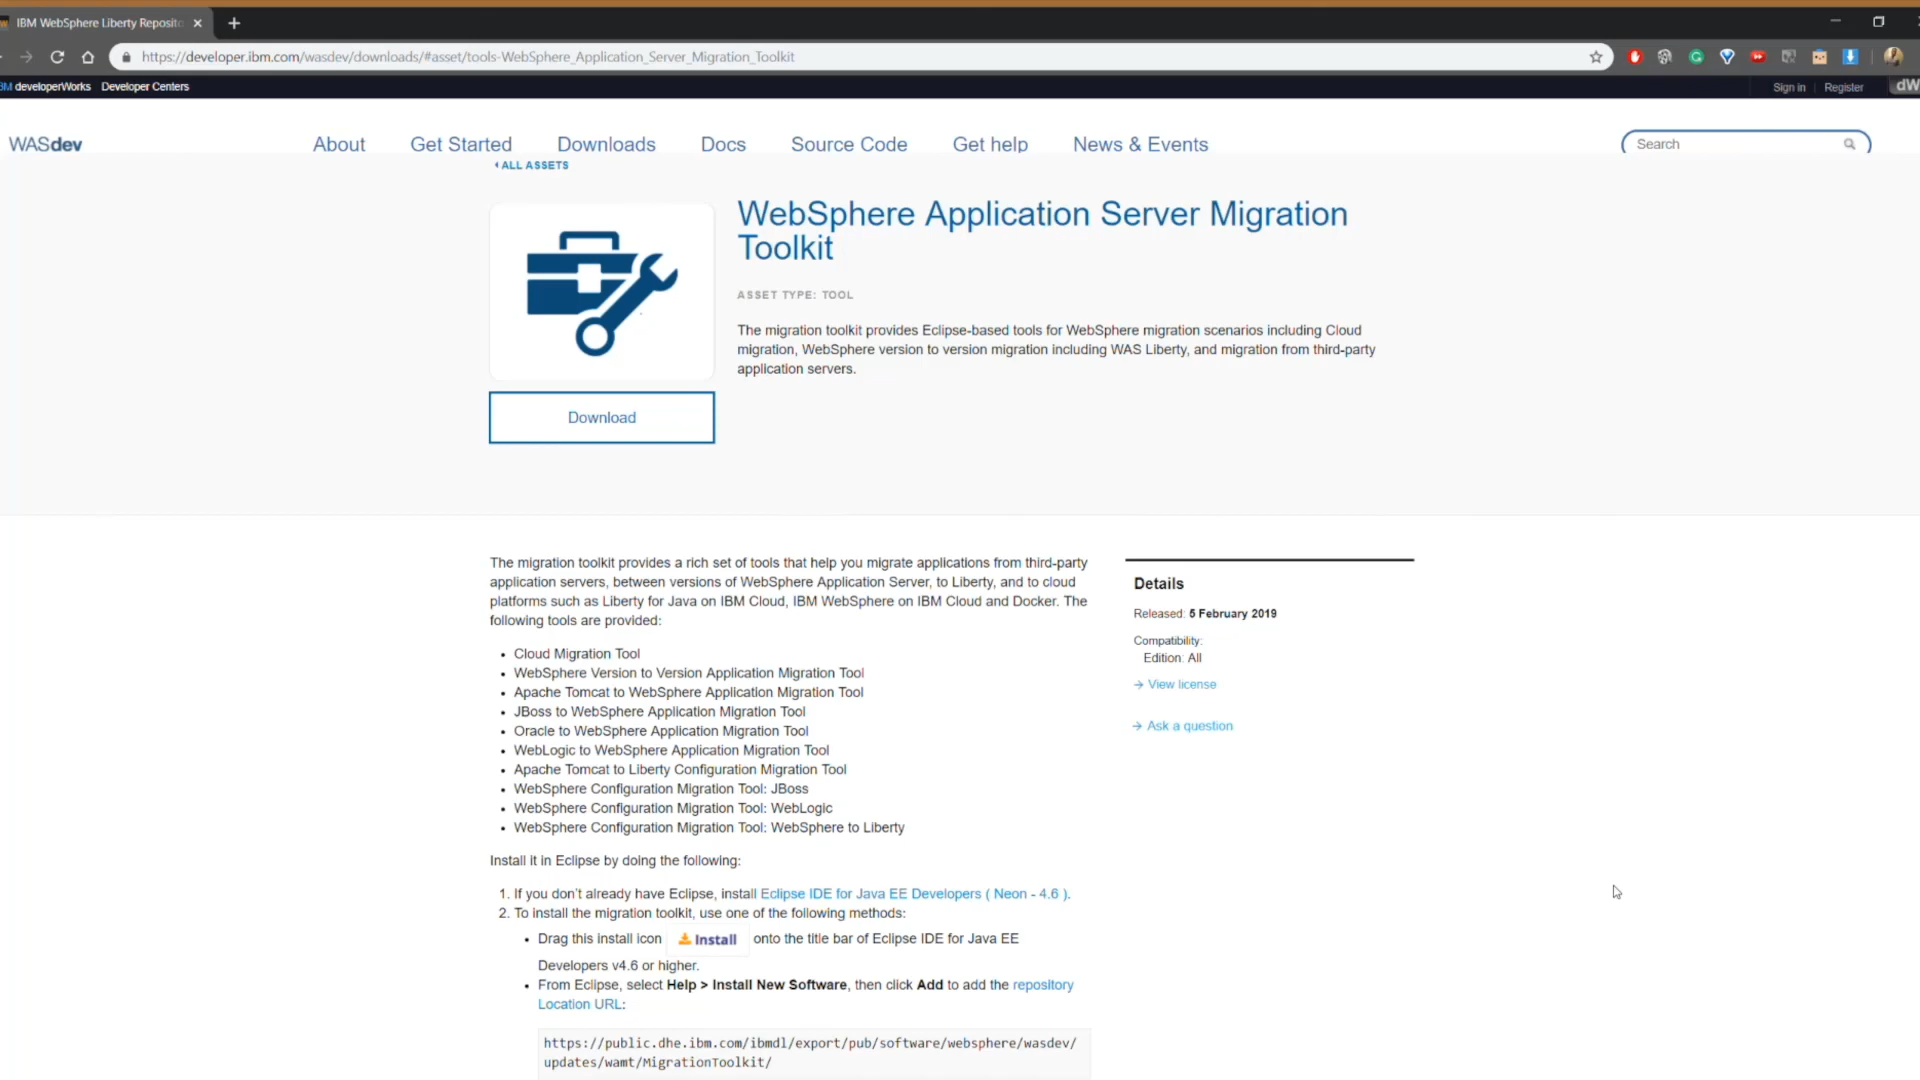 IBM WebSphere Liberty Reposito
https://developer.ibm.com/wasdev/downloads/#asset/tools-WebSphere_Application_Server_Migration_Toolkit
developerWorks Developer Centers
Sign in Register dW
WASdev About Get Started Downloads Docs Source Code Get help News & Events Search
ALL ASSETS
WebSphere Application Server Migration
Toolkit
ASSET TYPE: TOOL
The migration toolkit provides Eclipse-based tools for WebSphere migration scenarios including Cloud
migration, WebSphere version to version migration including WAS Liberty, and migration from third-party
application servers.
Download
The migration toolkit provides a rich set of tools that help you migrate applications from third-party
application servers, between versions of WebSphere Application Server, to Liberty, and to cloud
platforms such as Liberty for Java on IBM Cloud, IBM WebSphere on IBM Cloud and Docker. The
following tools are provided:
• Cloud Migration Tool
• WebSphere Version to Version Application Migration Tool
• Apache Tomcat to WebSphere Application Migration Tool
• JBoss to WebSphere Application Migration Tool
• Oracle to WebSphere Application Migration Tool
• WebLogic to WebSphere Application Migration Tool
• Apache Tomcat to Liberty Configuration Migration Tool
• WebSphere Configuration Migration Tool: JBoss
• WebSphere Configuration Migration Tool: WebLogic
• WebSphere Configuration Migration Tool: WebSphere to Liberty
Install it in Eclipse by doing the following:
1. If you don't already have Eclipse, install Eclipse IDE for Java EE Developers ( Neon - 4.6 ).
2. To install the migration toolkit, use one of the following methods:
• Drag this install icon Install onto the title bar of Eclipse IDE for Java EE
Developers v4.6 or higher.
• From Eclipse, select Help > Install New Software, then click Add to add the repository
Location URL:
https://public.dhe.ibm.com/ibmdl/export/pub/software/websphere/wasdev/
updates/wamt/MigrationToolkit/
Details
Released: 5 February 2019
Compatibility:
Edition: All
View license
Ask a question